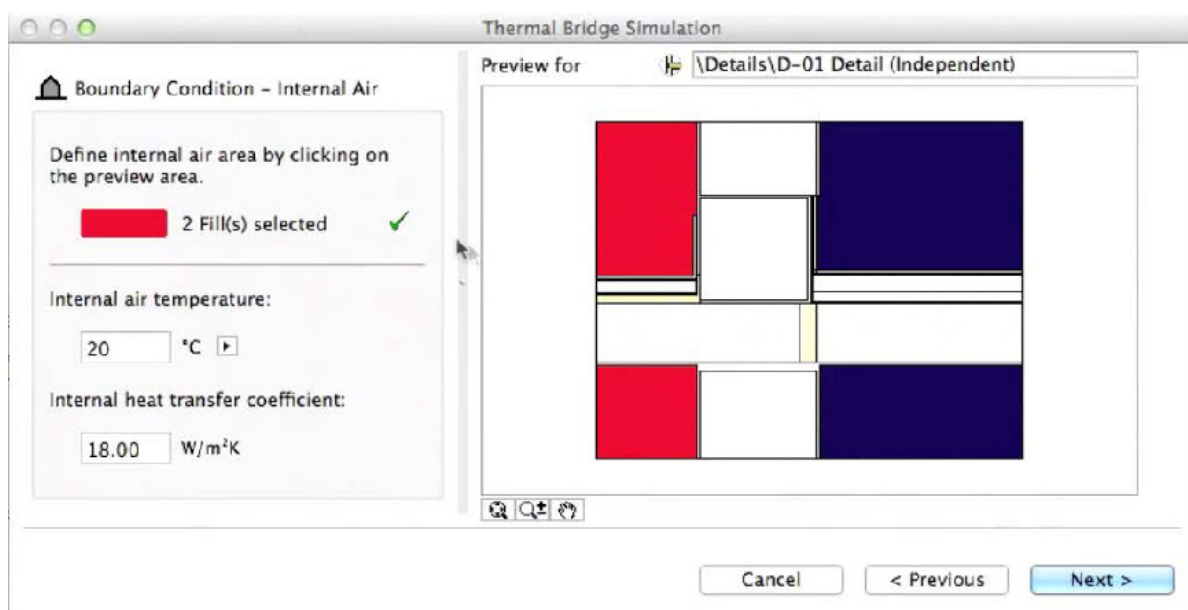 Thermal Bridge Simulation
Boundary Condition – Internal Air
Define internal air area by clicking on
the preview area.
2 Fill(s) selected
Internal air temperature:
20 °C
Internal heat transfer coefficient:
18.00 W/m²K
Preview for \Details\D-01 Detail (Independent)
Cancel < Previous Next >